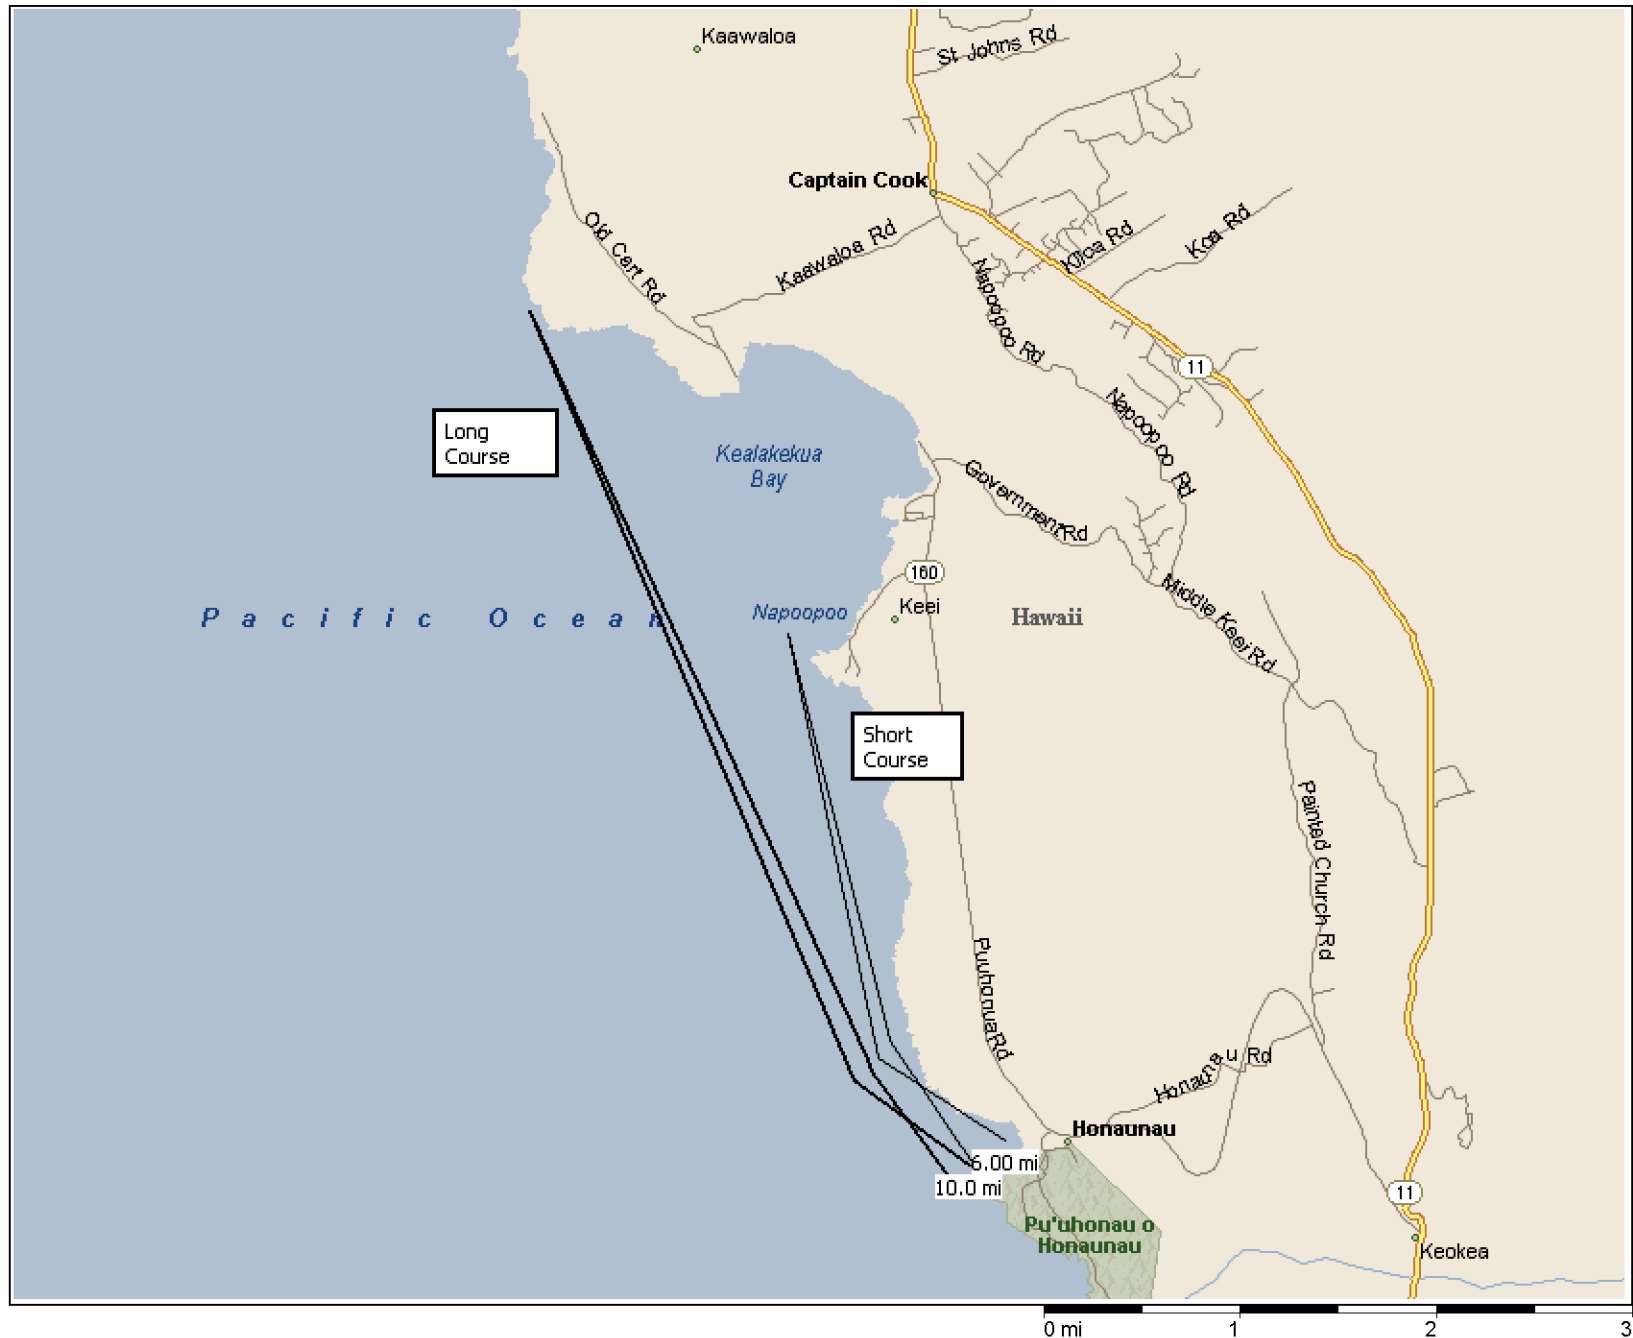 Kaawaloa
St Johns Rd
Captain Cook
Old Cart Rd
Kaawaloa Rd
Kiloa Rd
Koa Rd
Napoopoo Rd
11
Long
Course
Kealakekua
Bay
Napoopoo Rd
Government Rd
160
Keei
Middle Keei Rd
Pacific Ocean
Napoopoo
Hawaii
Short
Course
Painted Church Rd
Puuhonua Rd
Honaunau Rd
Honaunau
6.00 mi
10.0 mi
11
Pu'uhonau o
Honaunau
Keokea
0 mi 1 2 3